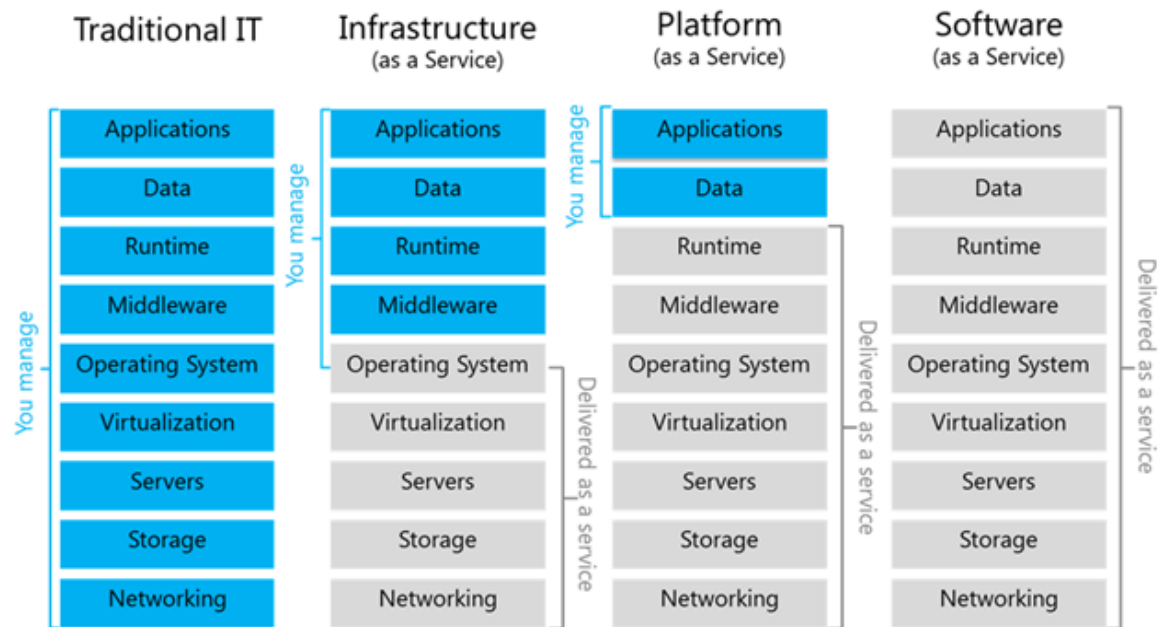 Traditional IT
Infrastructure
(as a Service)
Platform
(as a Service)
Software
(as a Service)
You manage
Applications
Data
Runtime
Middleware
Operating System
Virtualization
Servers
Storage
Networking
You manage
Applications
Data
Runtime
Middleware
Operating System
Virtualization
Servers
Storage
Networking
Delivered as a service
You manage
Applications
Data
Runtime
Middleware
Operating System
Virtualization
Servers
Storage
Networking
Delivered as a service
Applications
Data
Runtime
Middleware
Operating System
Virtualization
Servers
Storage
Networking
Delivered as a service